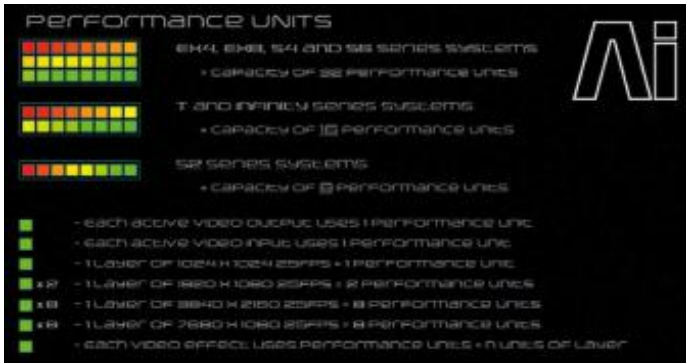 PERFORMANCE UNITS
Ai
EX4, EX8, S4 AND S6 SERIES SYSTEMS
• CAPACITY OF 32 PERFORMANCE UNITS
T AND INFINITY SERIES SYSTEMS
• CAPACITY OF 16 PERFORMANCE UNITS
S2 SERIES SYSTEMS
• CAPACITY OF 8 PERFORMANCE UNITS
- EACH ACTIVE VIDEO OUTPUT USES 1 PERFORMANCE UNIT
- EACH ACTIVE VIDEO INPUT USES 1 PERFORMANCE UNIT
- 1 LAYER OF 1024 X 1024 25FPS = 1 PERFORMANCE UNIT
x 2 - 1 LAYER OF 1920 X 1080 25FPS = 2 PERFORMANCE UNITS
x 8 - 1 LAYER OF 3840 X 2160 25FPS = 8 PERFORMANCE UNITS
x 8 - 1 LAYER OF 7680 X 1080 25FPS = 8 PERFORMANCE UNITS
- EACH VIDEO EFFECT USES PERFORMANCE UNITS = N UNITS OF LAYER